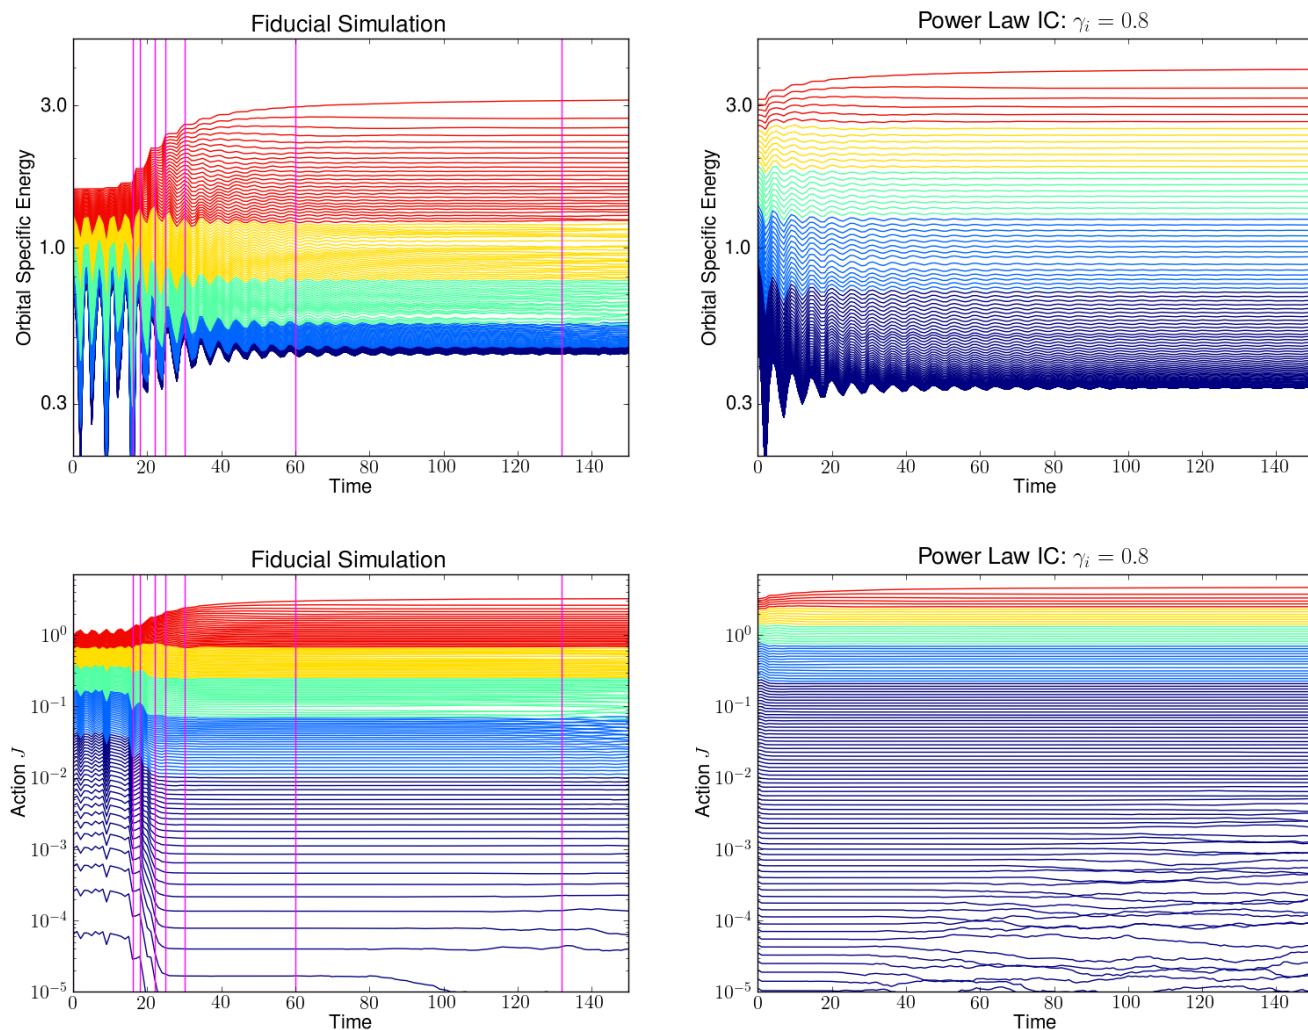 Fiducial Simulation
Orbital Specific Energy
3.0
1.0
0.3
0 20 40 60 80 100 120 140
Time
Power Law IC: γᵢ = 0.8
Orbital Specific Energy
3.0
1.0
0.3
0 20 40 60 80 100 120 140
Time
Fiducial Simulation
Action J
10⁰
10⁻¹
10⁻²
10⁻³
10⁻⁴
10⁻⁵
0 20 40 60 80 100 120 140
Time
Power Law IC: γᵢ = 0.8
Action J
10⁰
10⁻¹
10⁻²
10⁻³
10⁻⁴
10⁻⁵
0 20 40 60 80 100 120 140
Time